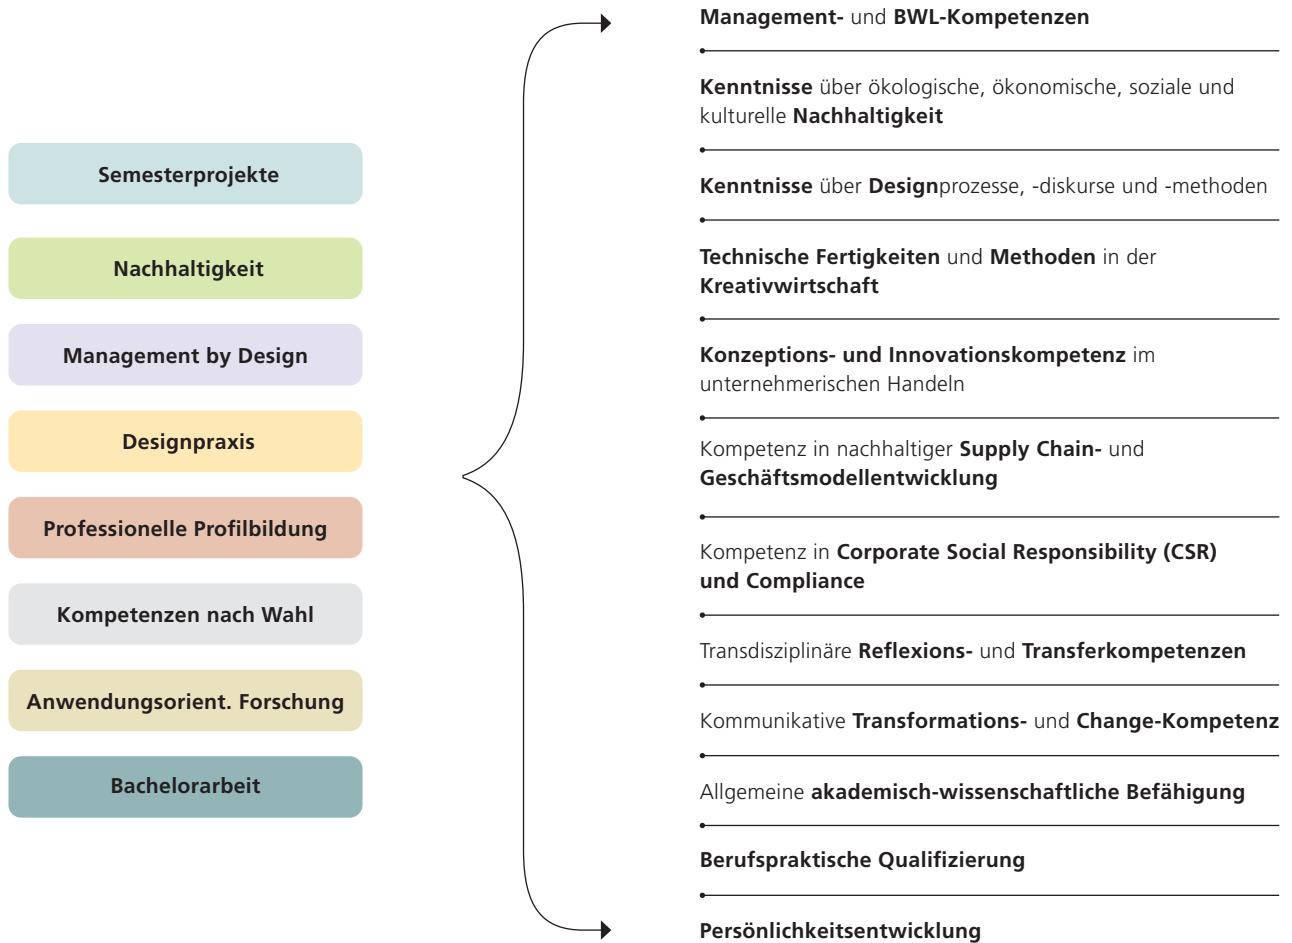 Semesterprojekte
Nachhaltigkeit
Management by Design
Designpraxis
Professionelle Profilbildung
Kompetenzen nach Wahl
Anwendungsorient. Forschung
Bachelorarbeit
Management- und BWL-Kompetenzen
Kenntnisse über ökologische, ökonomische, soziale und
kulturelle Nachhaltigkeit
Kenntnisse über Designprozesse, -diskurse und -methoden
Technische Fertigkeiten und Methoden in der
Kreativwirtschaft
Konzeptions- und Innovationskompetenz im
unternehmerischen Handeln
Kompetenz in nachhaltiger Supply Chain- und
Geschäftsmodellentwicklung
Kompetenz in Corporate Social Responsibility (CSR)
und Compliance
Transdisziplinäre Reflexions- und Transferkompetenzen
Kommunikative Transformations- und Change-Kompetenz
Allgemeine akademisch-wissenschaftliche Befähigung
Berufspraktische Qualifizierung
Persönlichkeitsentwicklung